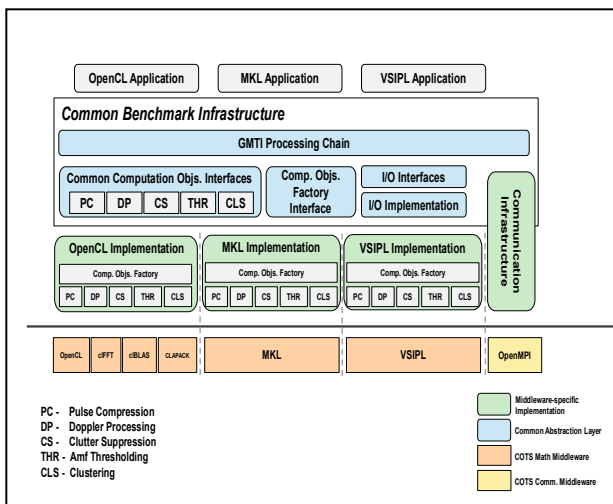 OpenCL Application
MKL Application
VSIPL Application
Common Benchmark Infrastructure
GMTI Processing Chain
Common Computation Objs. Interfaces
PC
DP
CS
THR
CLS
Comp. Objs.
Factory
Interface
I/O Interfaces
I/O Implementation
Communication
Infrastructure
OpenCL Implementation
Comp. Objs. Factory
PC
DP
CS
THR
CLS
MKL Implementation
Comp. Objs. Factory
PC
DP
CS
THR
CLS
VSIPL Implementation
Comp. Objs. Factory
PC
DP
CS
THR
CLS
OpenCL
clFFT
clBLAS
CLAPACK
MKL
VSIPL
OpenMPI
PC - Pulse Compression
DP - Doppler Processing
CS - Clutter Suppression
THR - Amf Thresholding
CLS - Clustering
Middleware-specific
Implementation
Common Abstraction Layer
COTS Math Middleware
COTS Comm. Middleware